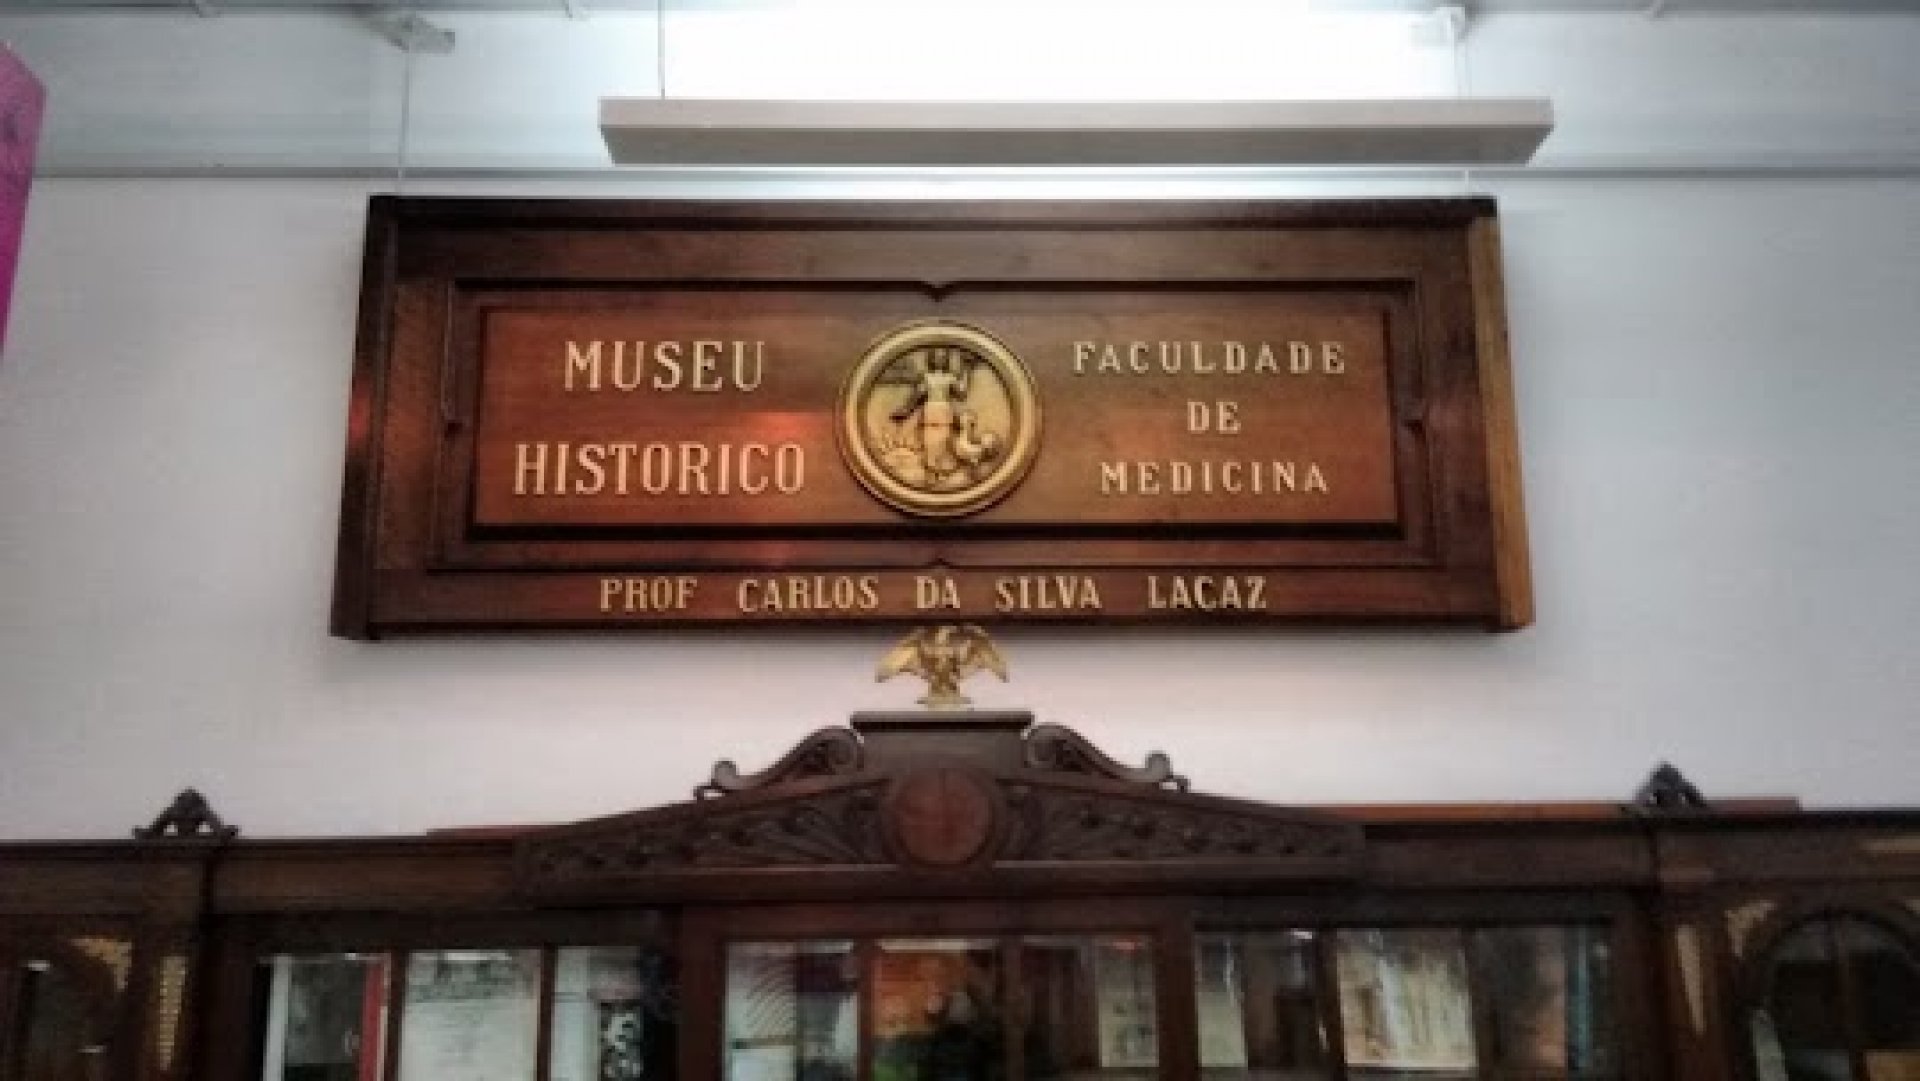 MUSEU
HISTORICO
FACULDADE
DE
MEDICINA
PROF CARLOS DA SILVA LACAZ